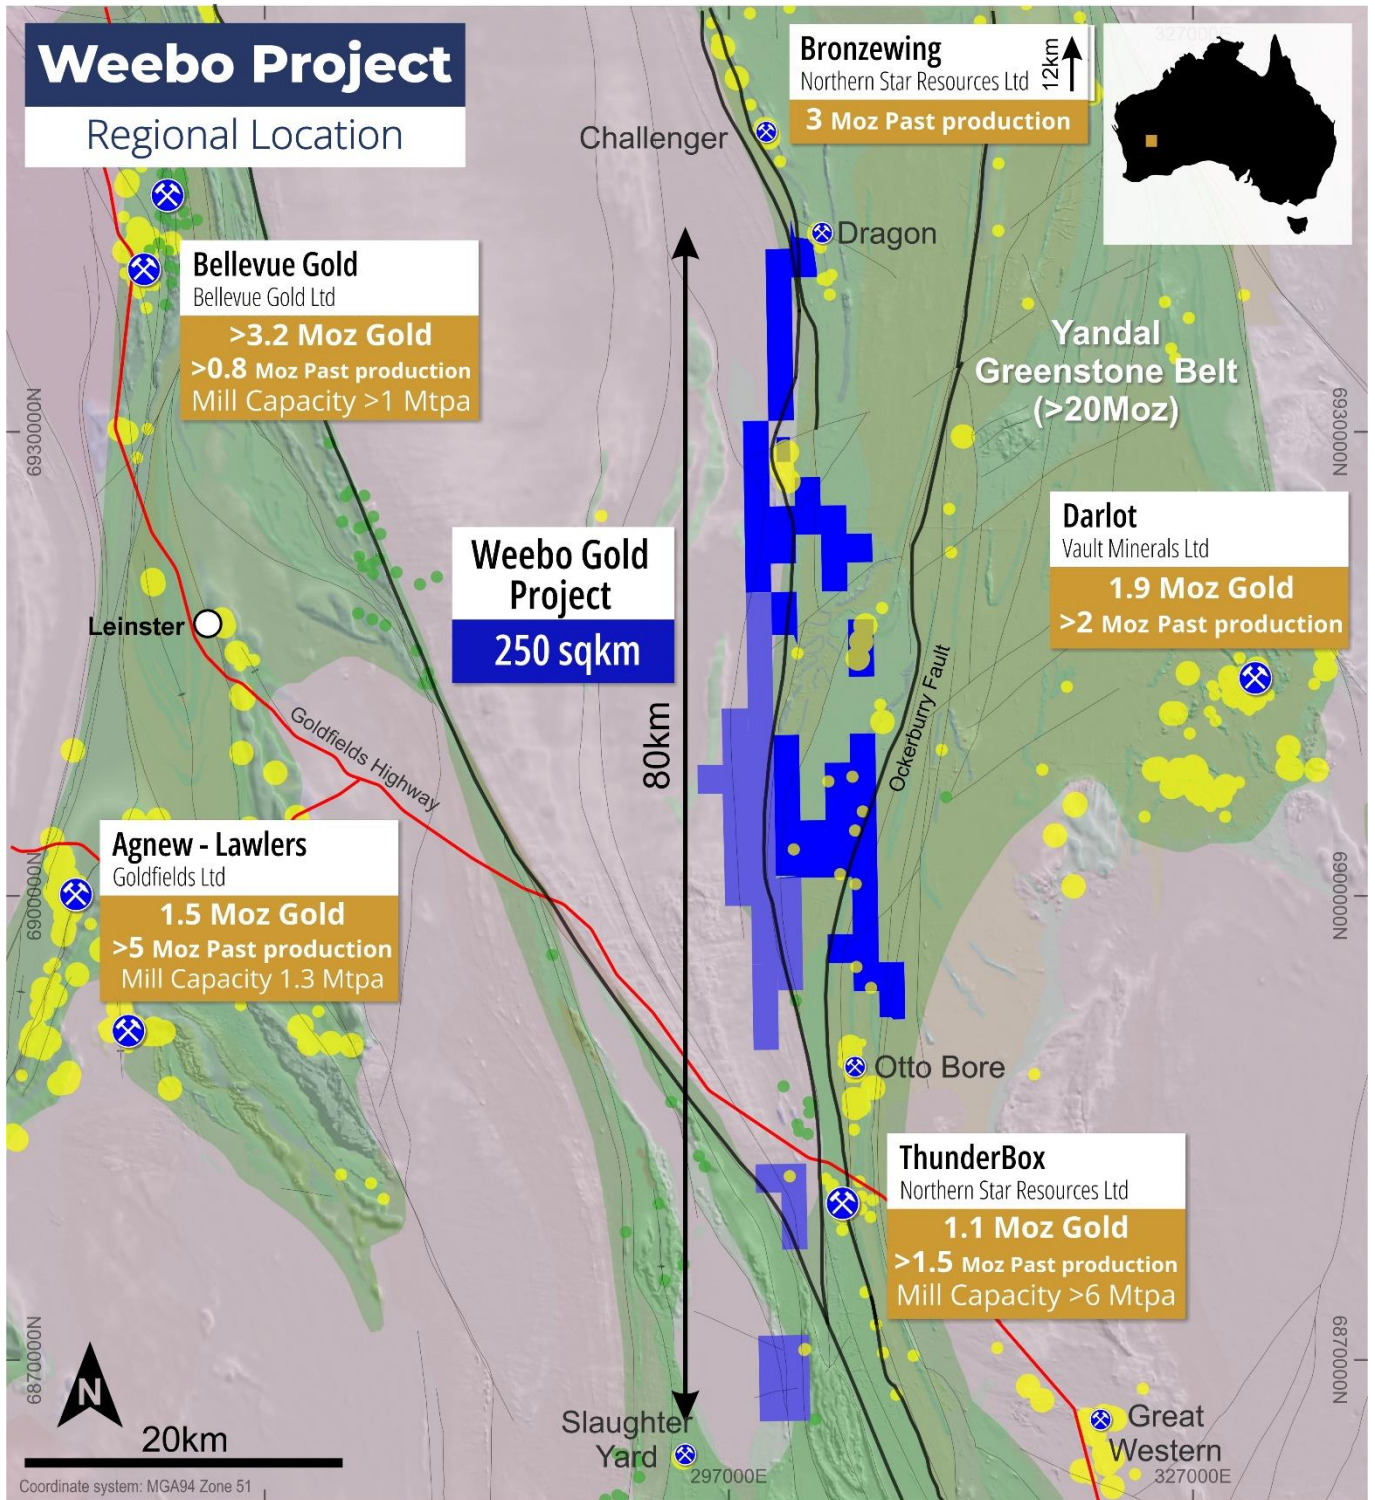 Weebo Project
Regional Location
Bronzewing
Northern Star Resources Ltd
12km
3 Moz Past production
327000E
Challenger
Dragon
Bellevue Gold
Bellevue Gold Ltd
>3.2 Moz Gold
>0.8 Moz Past production
Mill Capacity >1 Mtpa
Yandal
Greenstone Belt
(>20Moz)
6930000N
6930000N
Darlot
Vault Minerals Ltd
1.9 Moz Gold
>2 Moz Past production
Weebo Gold
Project
250 sqkm
Leinster
80km
Ockerburry Fault
Goldfields Highway
Agnew - Lawlers
Goldfields Ltd
1.5 Moz Gold
>5 Moz Past production
Mill Capacity 1.3 Mtpa
6900000N
6900000N
Otto Bore
ThunderBox
Northern Star Resources Ltd
1.1 Moz Gold
>1.5 Moz Past production
Mill Capacity >6 Mtpa
6870000N
6870000N
N
20km
Slaughter
Yard
Great
Western
297000E
327000E
Coordinate system: MGA94 Zone 51